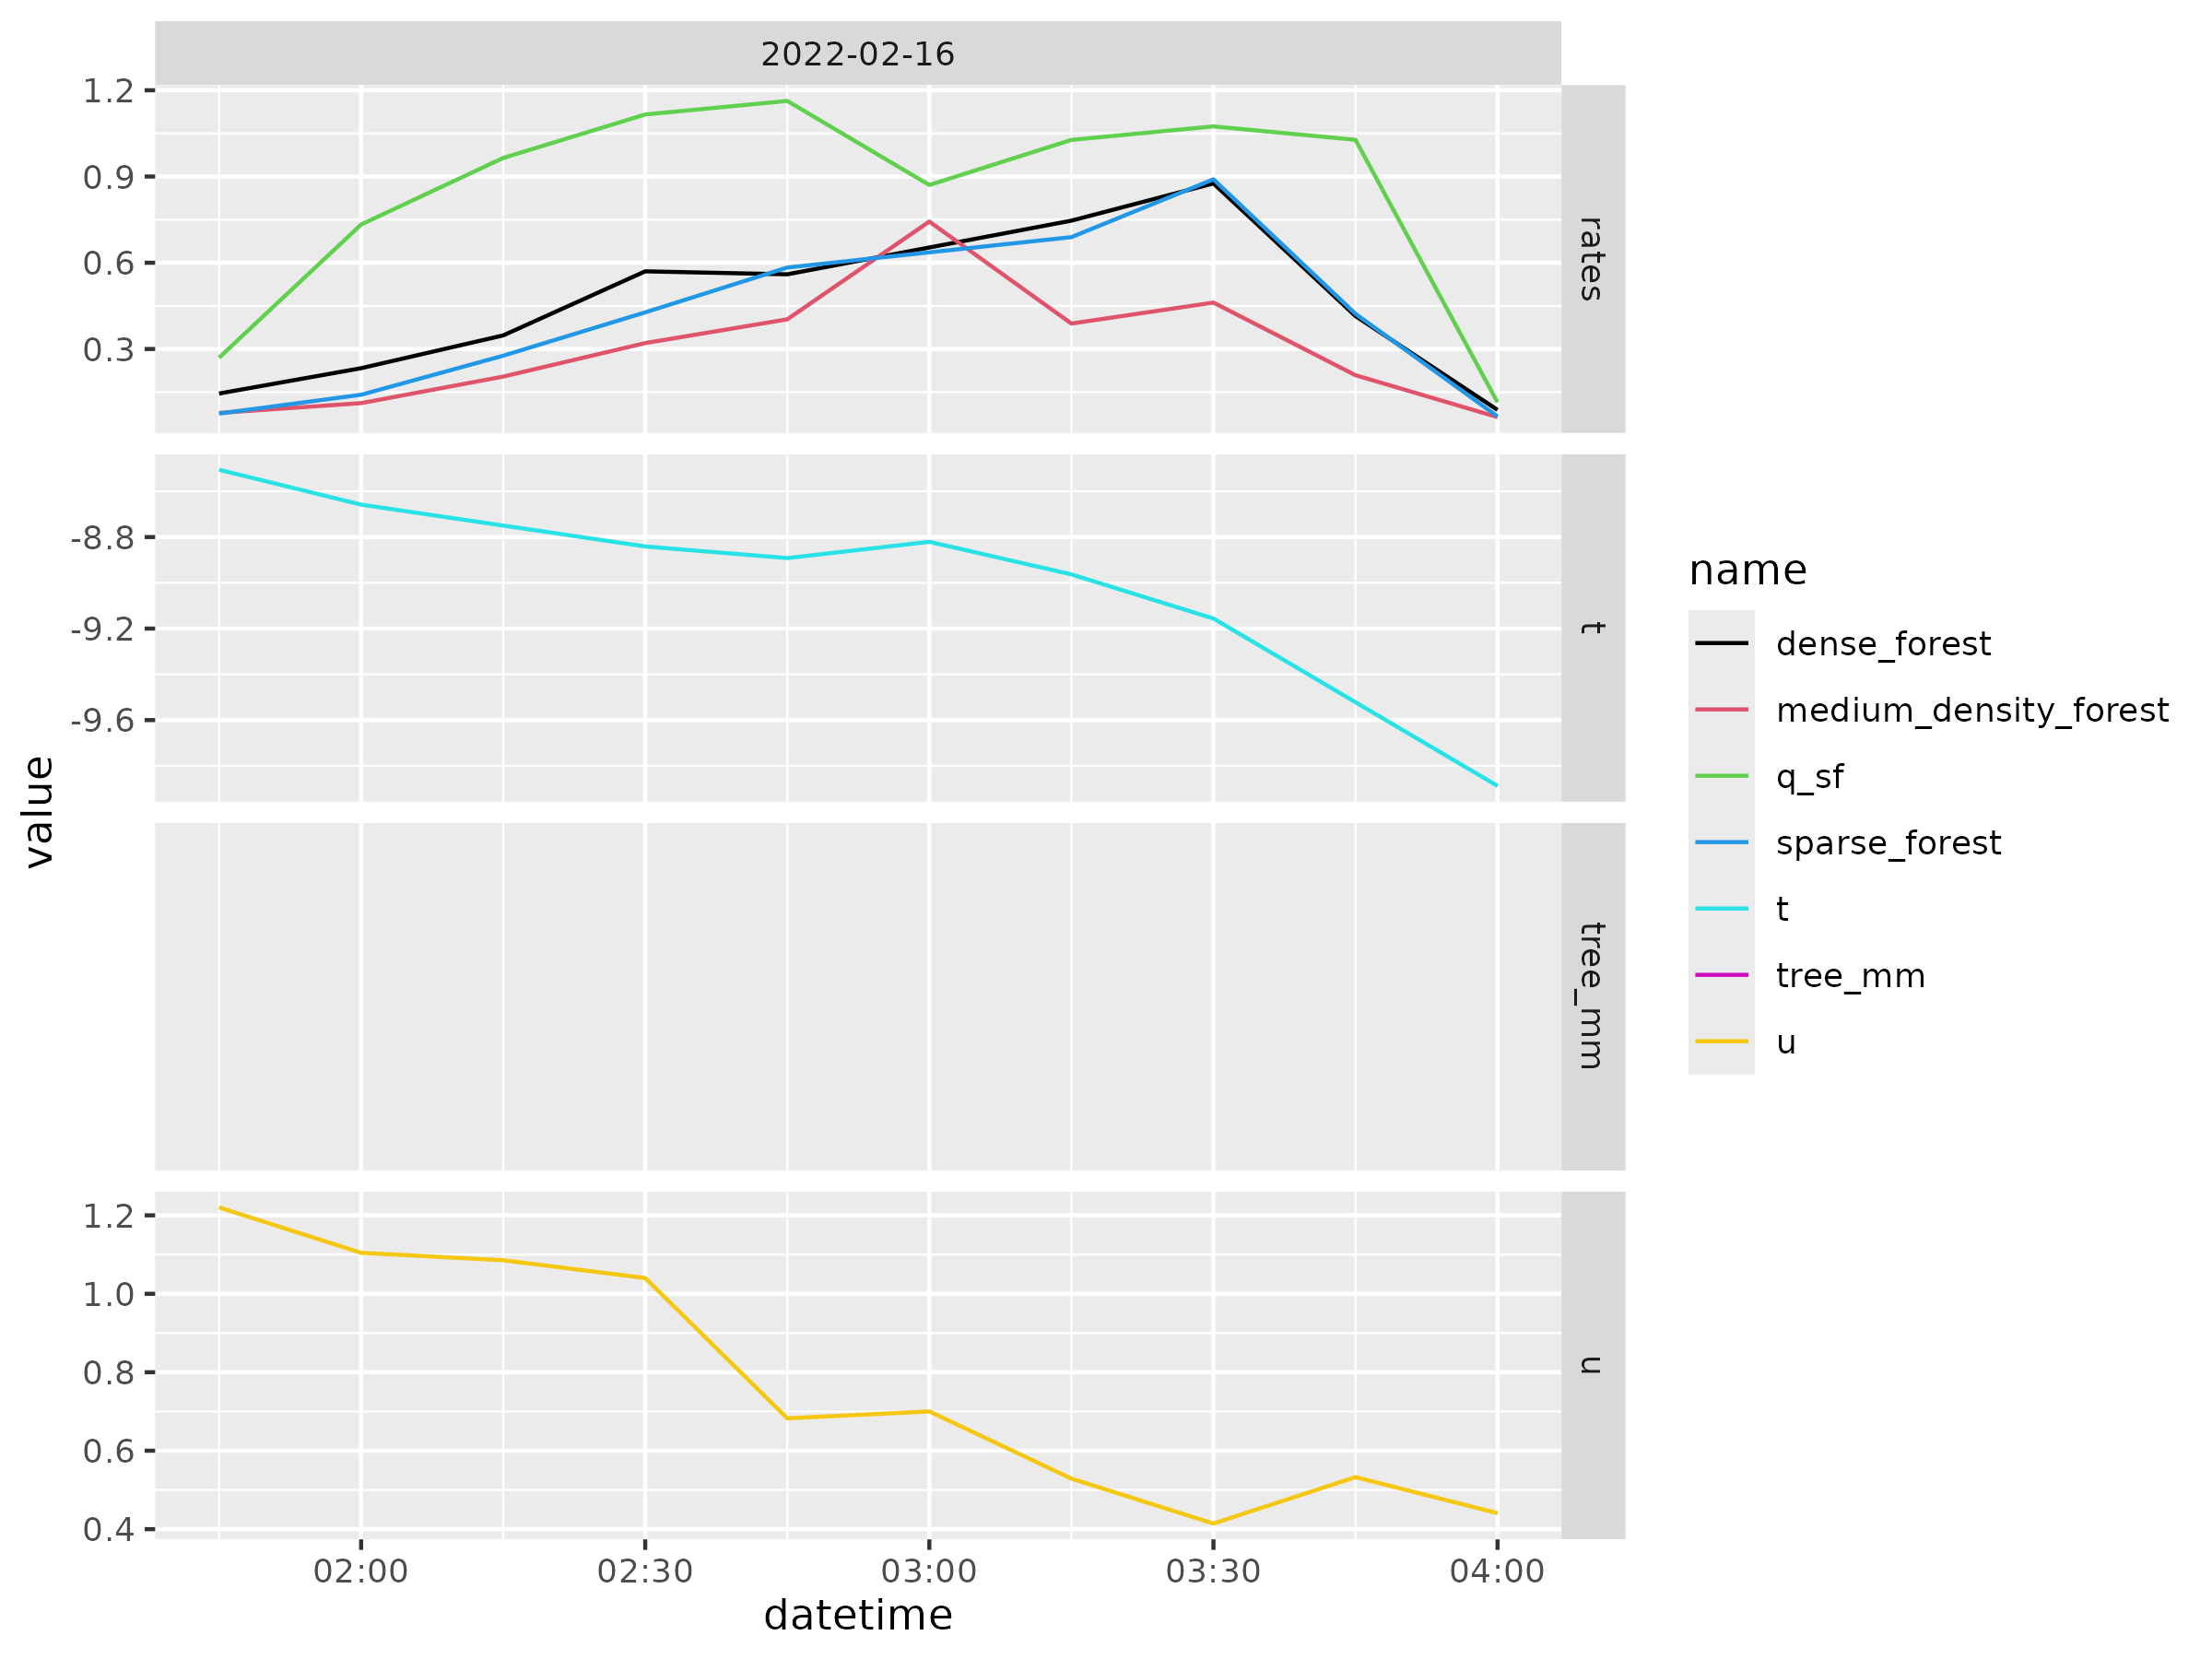 2022-02-16
1.2
0.9
0.6
0.3
rates
-8.8
-9.2
-9.6
t
tree_mm
1.2
1.0
0.8
0.6
0.4
u
02:00 02:30 03:00 03:30 04:00
datetime
value
name
dense_forest
medium_density_forest
q_sf
sparse_forest
t
tree_mm
u